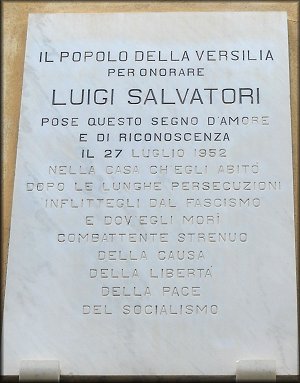 IL POPOLO DELLA VERSILIA
PER ONORARE
LUIGI SALVATORI
POSE QUESTO SEGNO D'AMORE
E DI RICONOSCENZA
IL 27 LUGLIO 1952
NELLA CASA CH'EGLI ABITÒ
DOPO LE LUNGHE PERSECUZIONI
INFLITTEGLI DAL FASCISMO
E DOV'EGLI MORÌ
COMBATTENTE STRENUO
DELLA CAUSA
DELLA LIBERTÀ
DELLA PACE
DEL SOCIALISMO